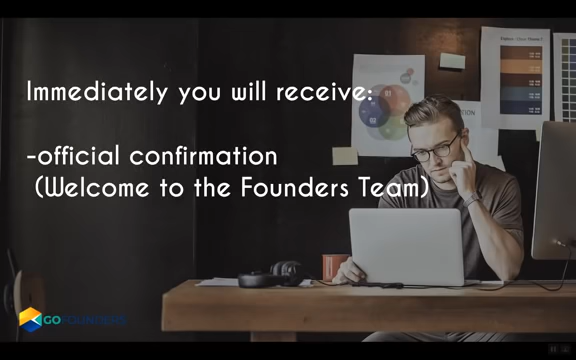 Immediately you will receive:
-official confirmation
(Welcome to the Founders Team)
GOFOUNDERS